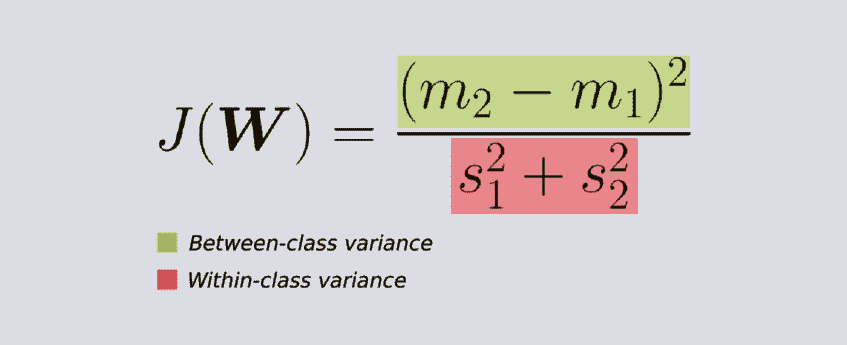 J(W) = (m₂ − m₁)² / (s₁² + s₂²)
Between-class variance
Within-class variance